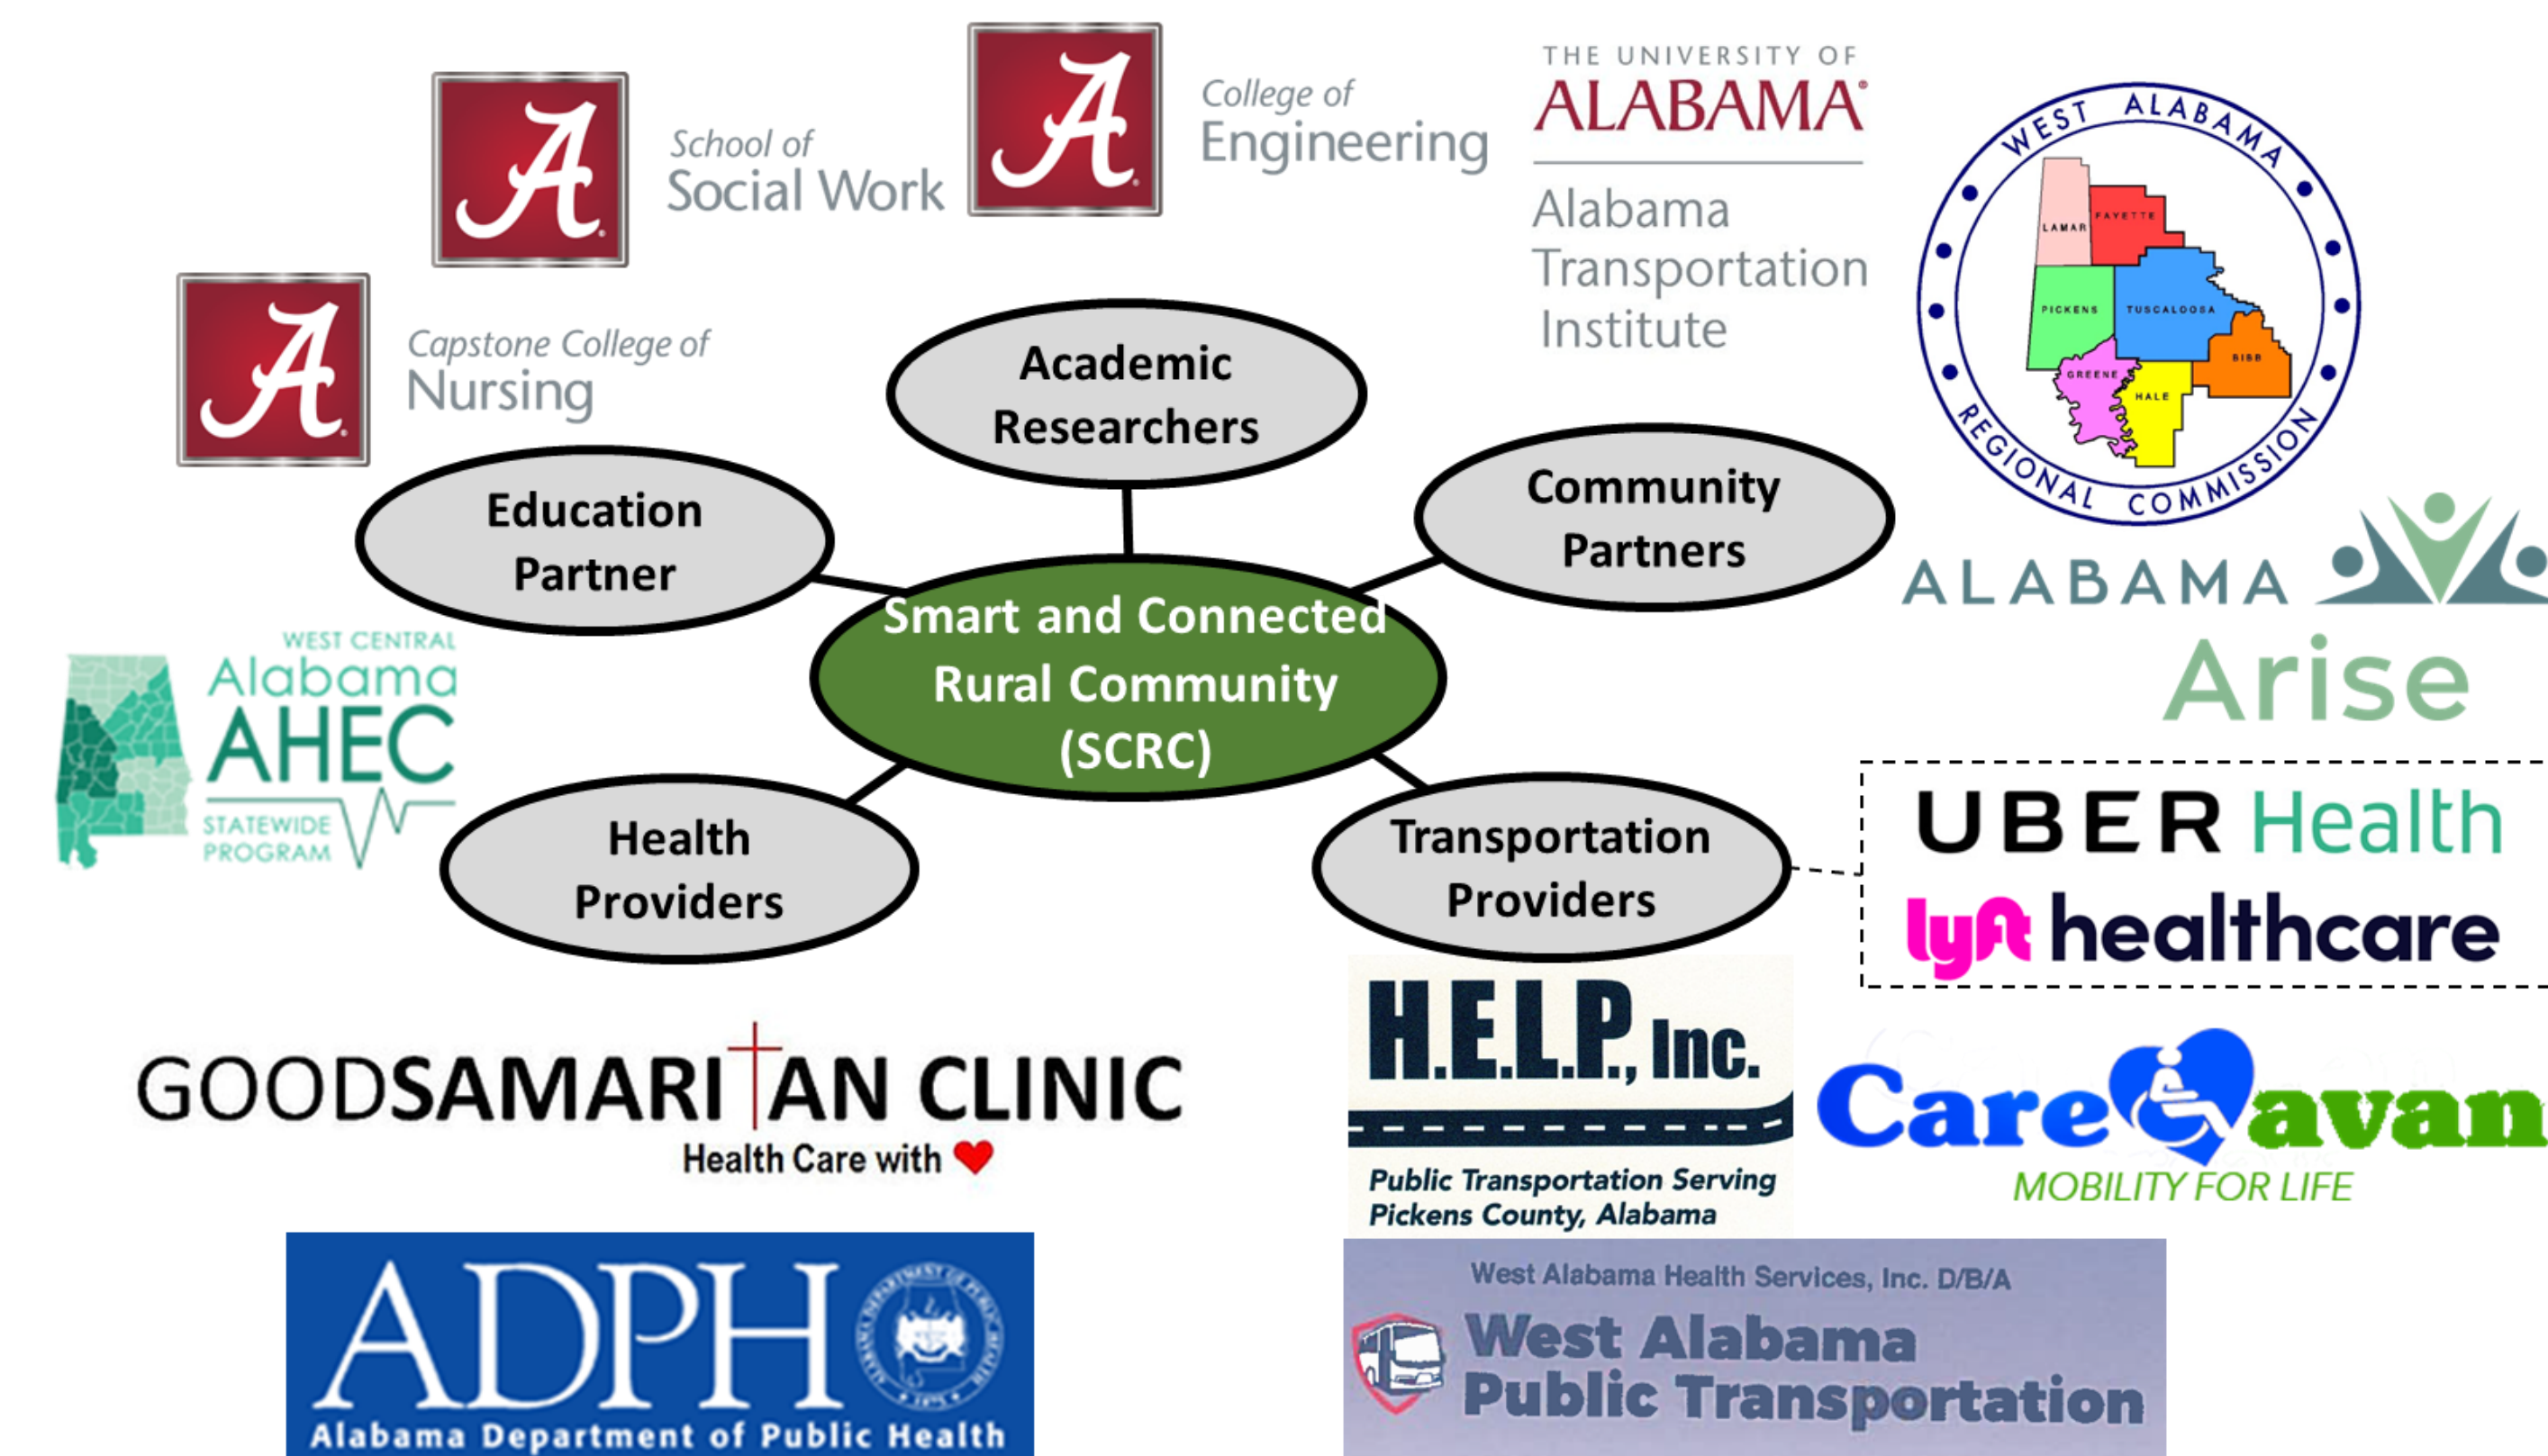 School of
Social Work
College of
Engineering
THE UNIVERSITY OF
ALABAMA®
Alabama
Transportation
Institute
WEST ALABAMA
REGIONAL COMMISSION
LAMAR
FAYETTE
PICKENS
TUSCALOOSA
BIBB
GREENE
HALE
Capstone College of
Nursing
Academic
Researchers
Education
Partner
Community
Partners
Smart and Connected
Rural Community
(SCRC)
ALABAMA
Arise
WEST CENTRAL
Alabama
AHEC
STATEWIDE
PROGRAM
Health
Providers
Transportation
Providers
UBER Health
lyft healthcare
GOODSAMARITAN CLINIC
Health Care with
H.E.L.P., Inc.
Public Transportation Serving
Pickens County, Alabama
Care avan
MOBILITY FOR LIFE
ADPH
Alabama Department of Public Health
West Alabama Health Services, Inc. D/B/A
West Alabama
Public Transportation